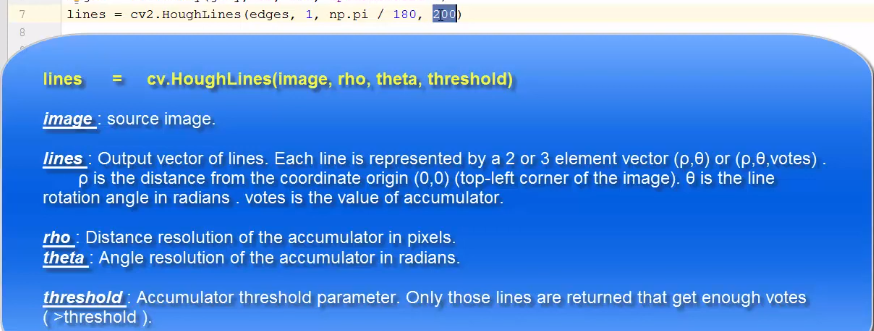 7 lines = cv2.HoughLines(edges, 1, np.pi / 180, 200)
8
lines = cv.HoughLines(image, rho, theta, threshold)
image : source image.
lines : Output vector of lines. Each line is represented by a 2 or 3 element vector (ρ,θ) or (ρ,θ,votes) .
ρ is the distance from the coordinate origin (0,0) (top-left corner of the image). θ is the line
rotation angle in radians . votes is the value of accumulator.
rho : Distance resolution of the accumulator in pixels.
theta : Angle resolution of the accumulator in radians.
threshold : Accumulator threshold parameter. Only those lines are returned that get enough votes
( >threshold ).